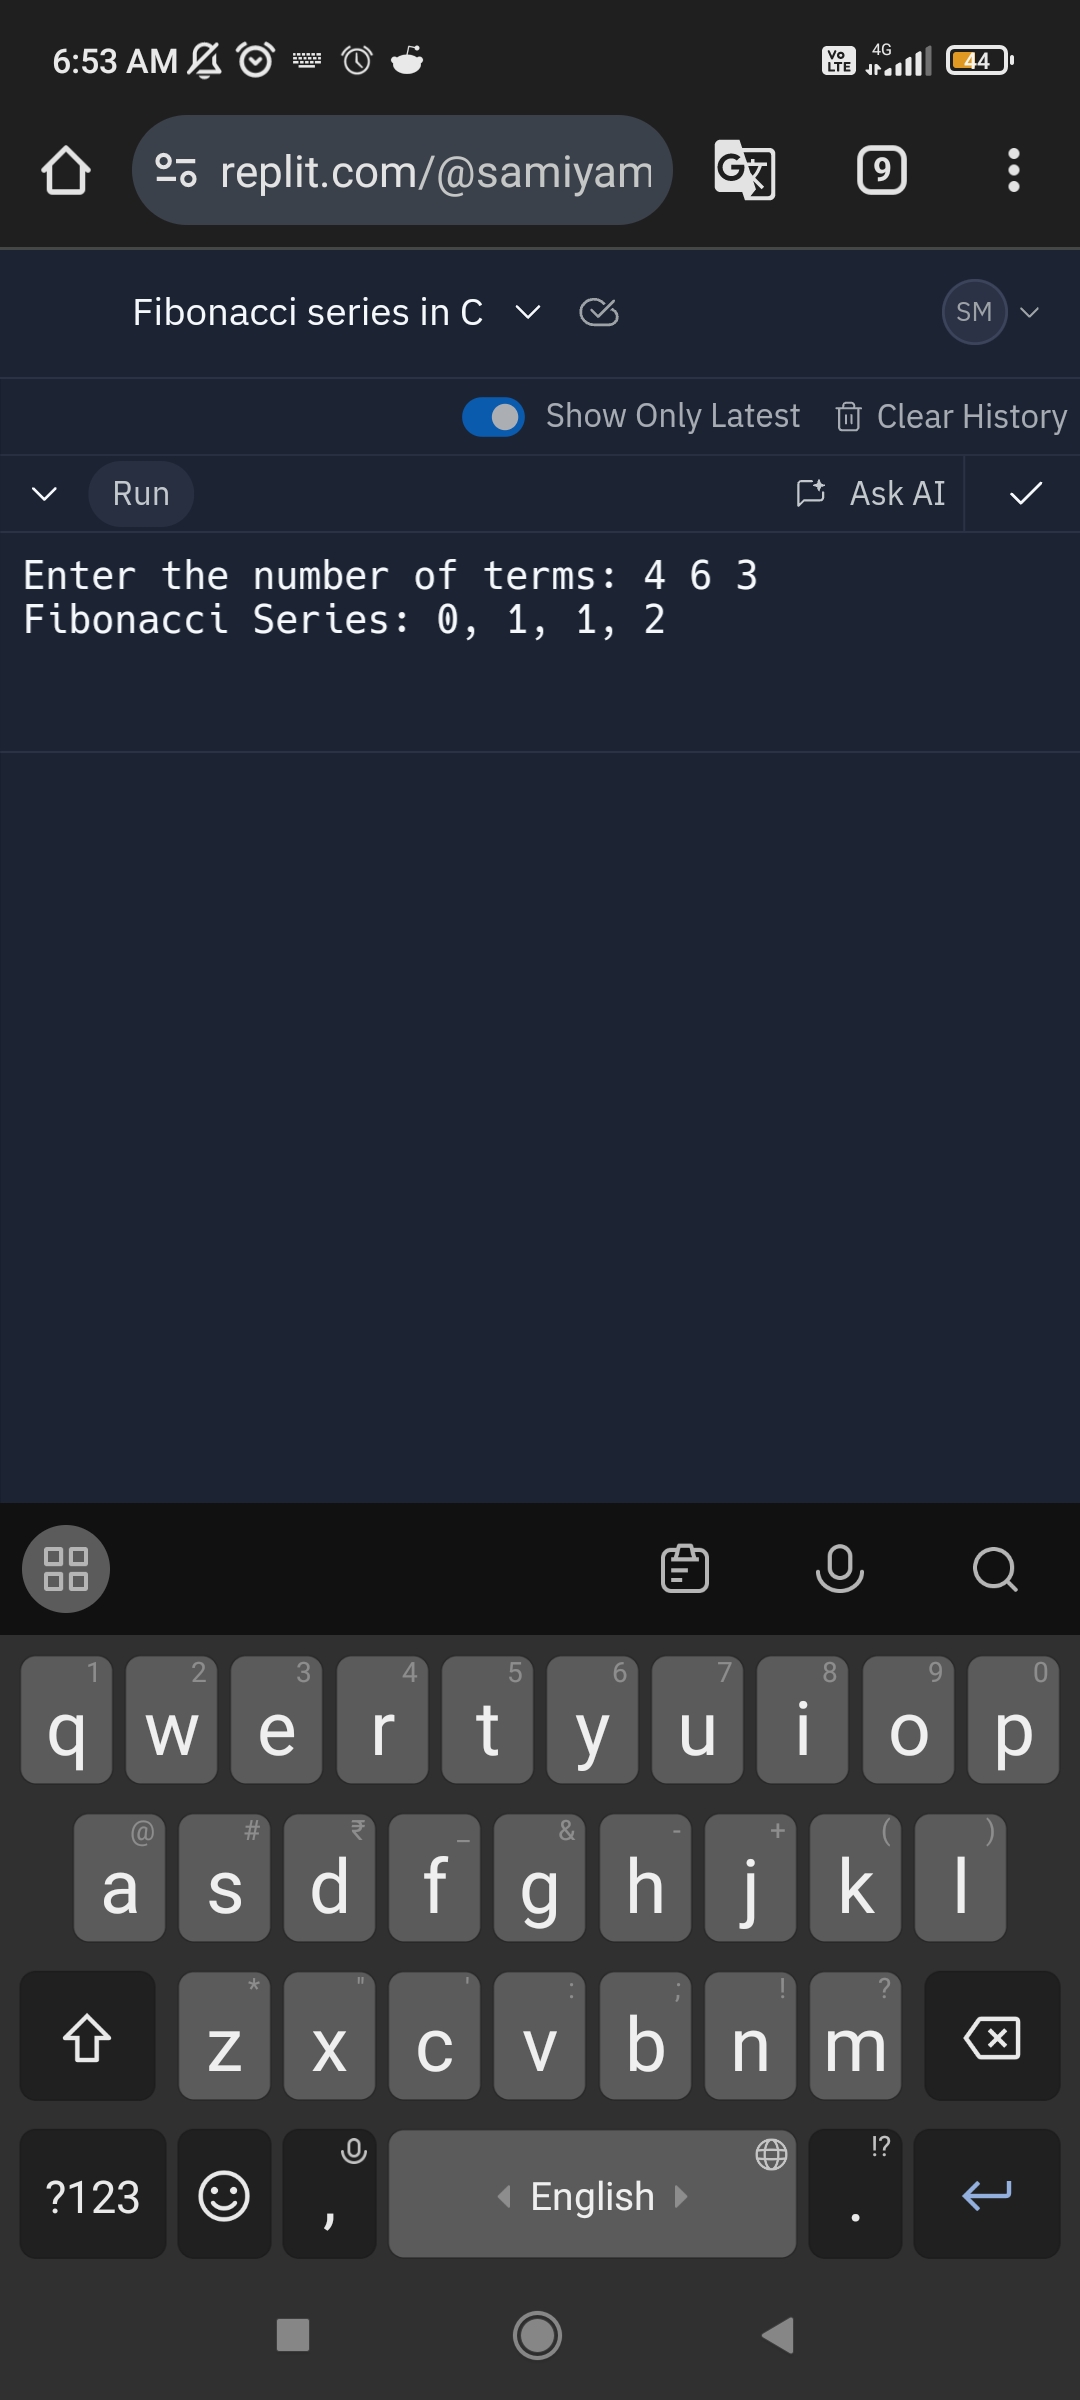 6:53 AM
Vo LTE 4G 44
replit.com/@samiyam
9
Fibonacci series in C
SM
Show Only Latest Clear History
Run Ask AI
Enter the number of terms: 4 6 3
Fibonacci Series: 0, 1, 1, 2
1 2 3 4 5 6 7 8 9 0
q w e r t y u i o p
@ # ₹ _ & - + ( )
a s d f g h j k l
* " ' : ; ! ?
z x c v b n m
!?
?123 , English .